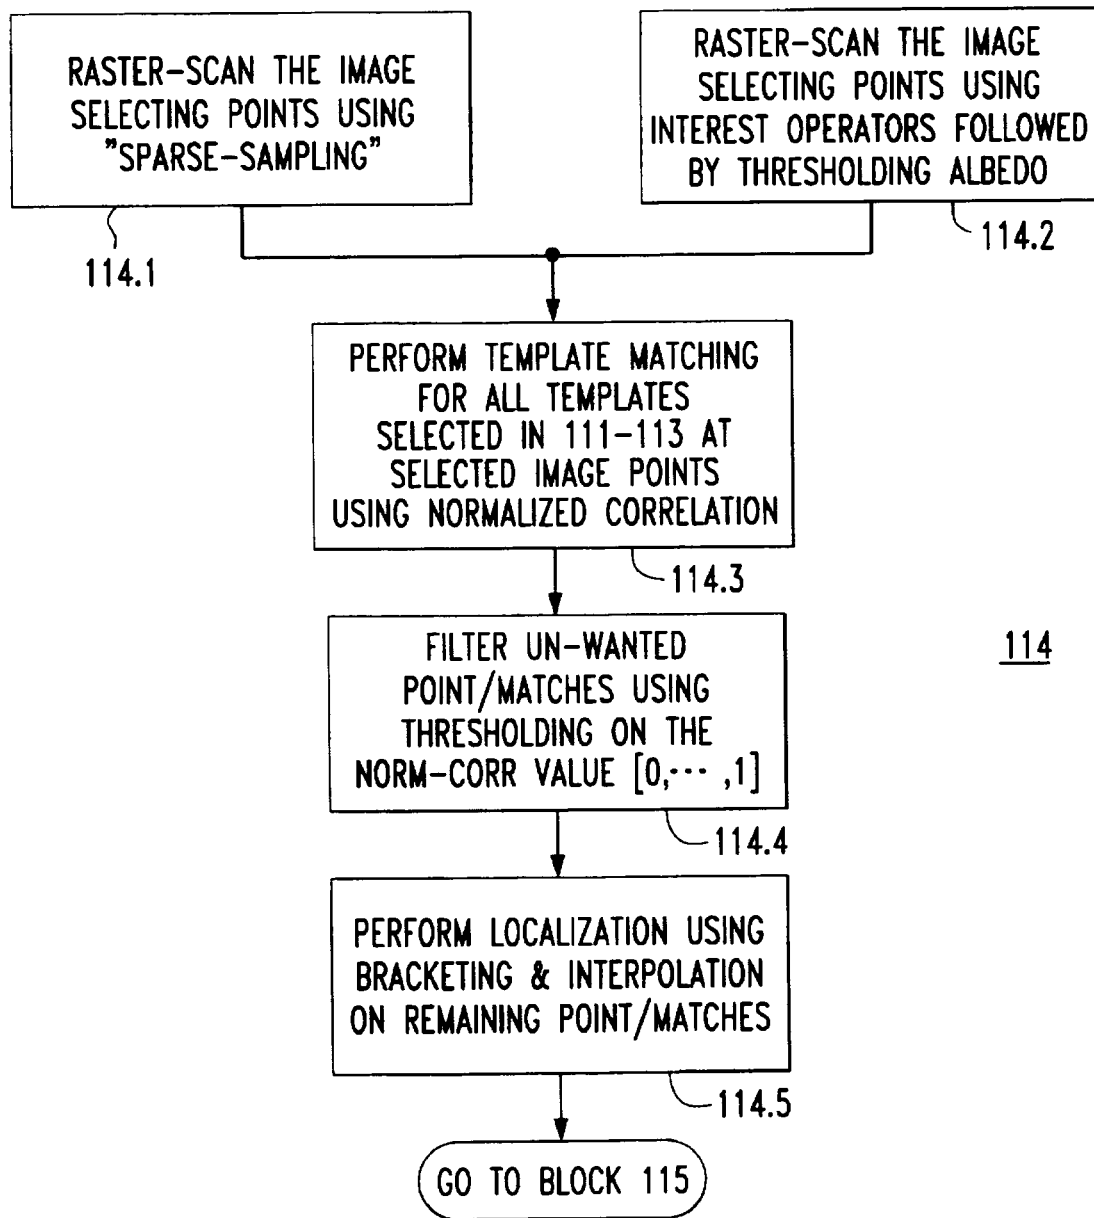 RASTER-SCAN THE IMAGE
SELECTING POINTS USING
"SPARSE-SAMPLING"
114.1
RASTER-SCAN THE IMAGE
SELECTING POINTS USING
INTEREST OPERATORS FOLLOWED
BY THRESHOLDING ALBEDO
114.2
PERFORM TEMPLATE MATCHING
FOR ALL TEMPLATES
SELECTED IN 111-113 AT
SELECTED IMAGE POINTS
USING NORMALIZED CORRELATION
114.3
FILTER UN-WANTED
POINT/MATCHES USING
THRESHOLDING ON THE
NORM-CORR VALUE [0,··· ,1]
114.4
114
PERFORM LOCALIZATION USING
BRACKETING & INTERPOLATION
ON REMAINING POINT/MATCHES
114.5
GO TO BLOCK 115